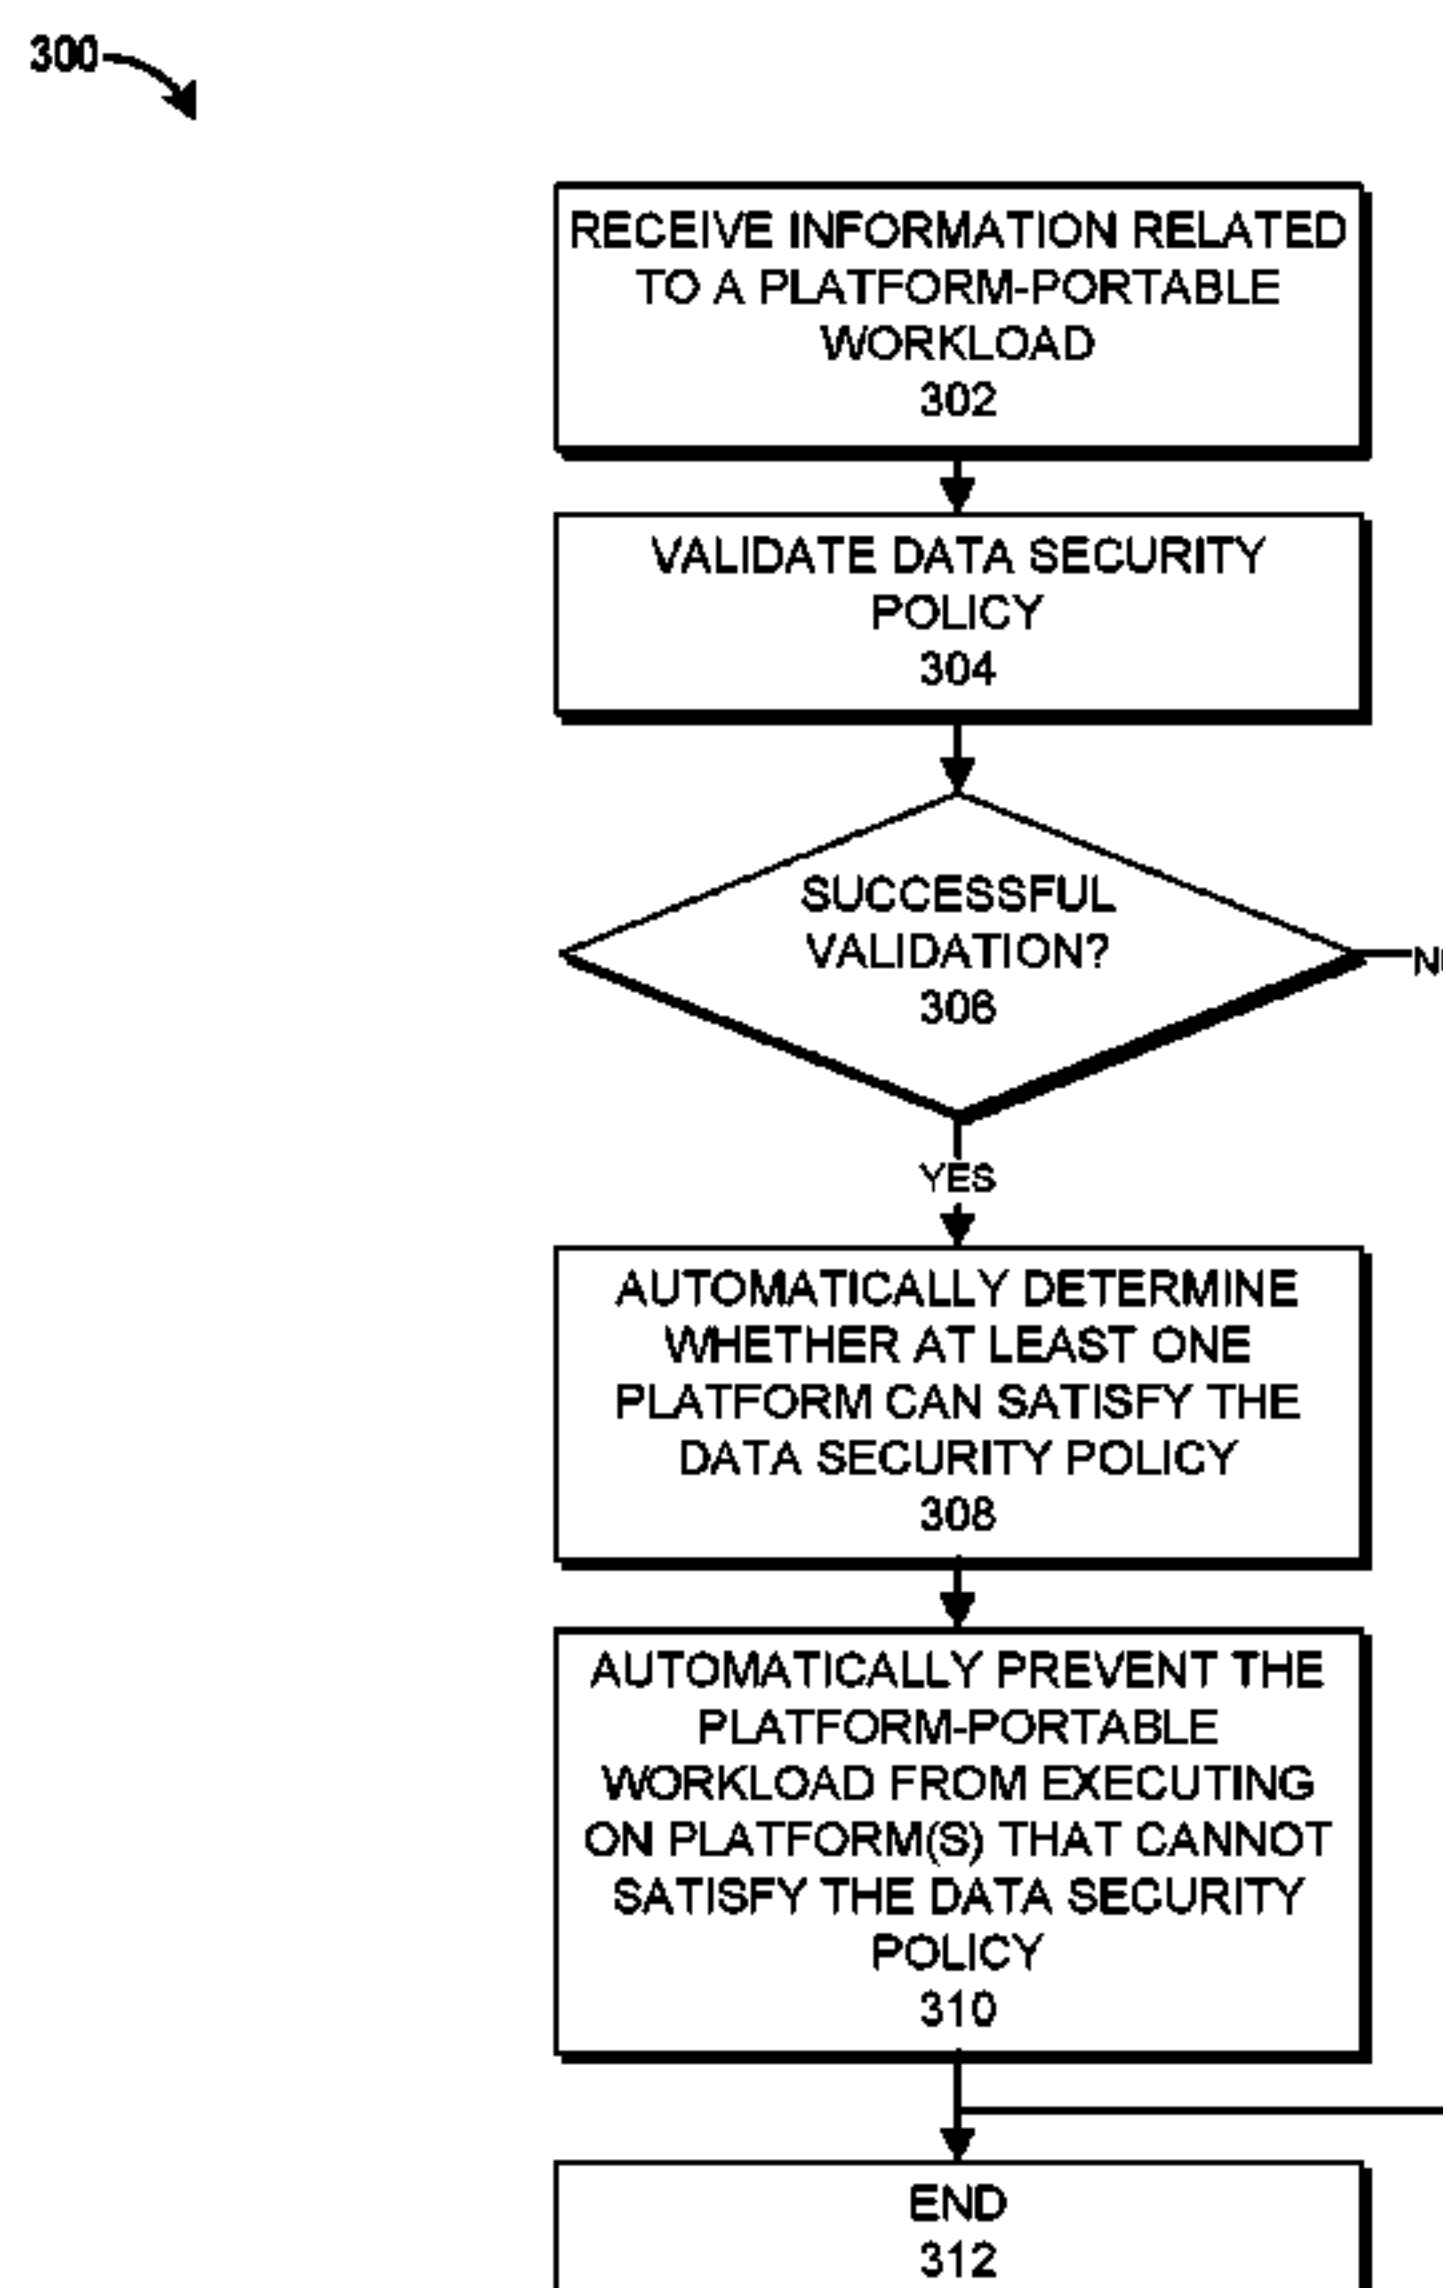 300
RECEIVE INFORMATION RELATED
TO A PLATFORM-PORTABLE
WORKLOAD
302
VALIDATE DATA SECURITY
POLICY
304
SUCCESSFUL
VALIDATION?
306
YES
AUTOMATICALLY DETERMINE
WHETHER AT LEAST ONE
PLATFORM CAN SATISFY THE
DATA SECURITY POLICY
308
AUTOMATICALLY PREVENT THE
PLATFORM-PORTABLE
WORKLOAD FROM EXECUTING
ON PLATFORM(S) THAT CANNOT
SATISFY THE DATA SECURITY
POLICY
310
END
312